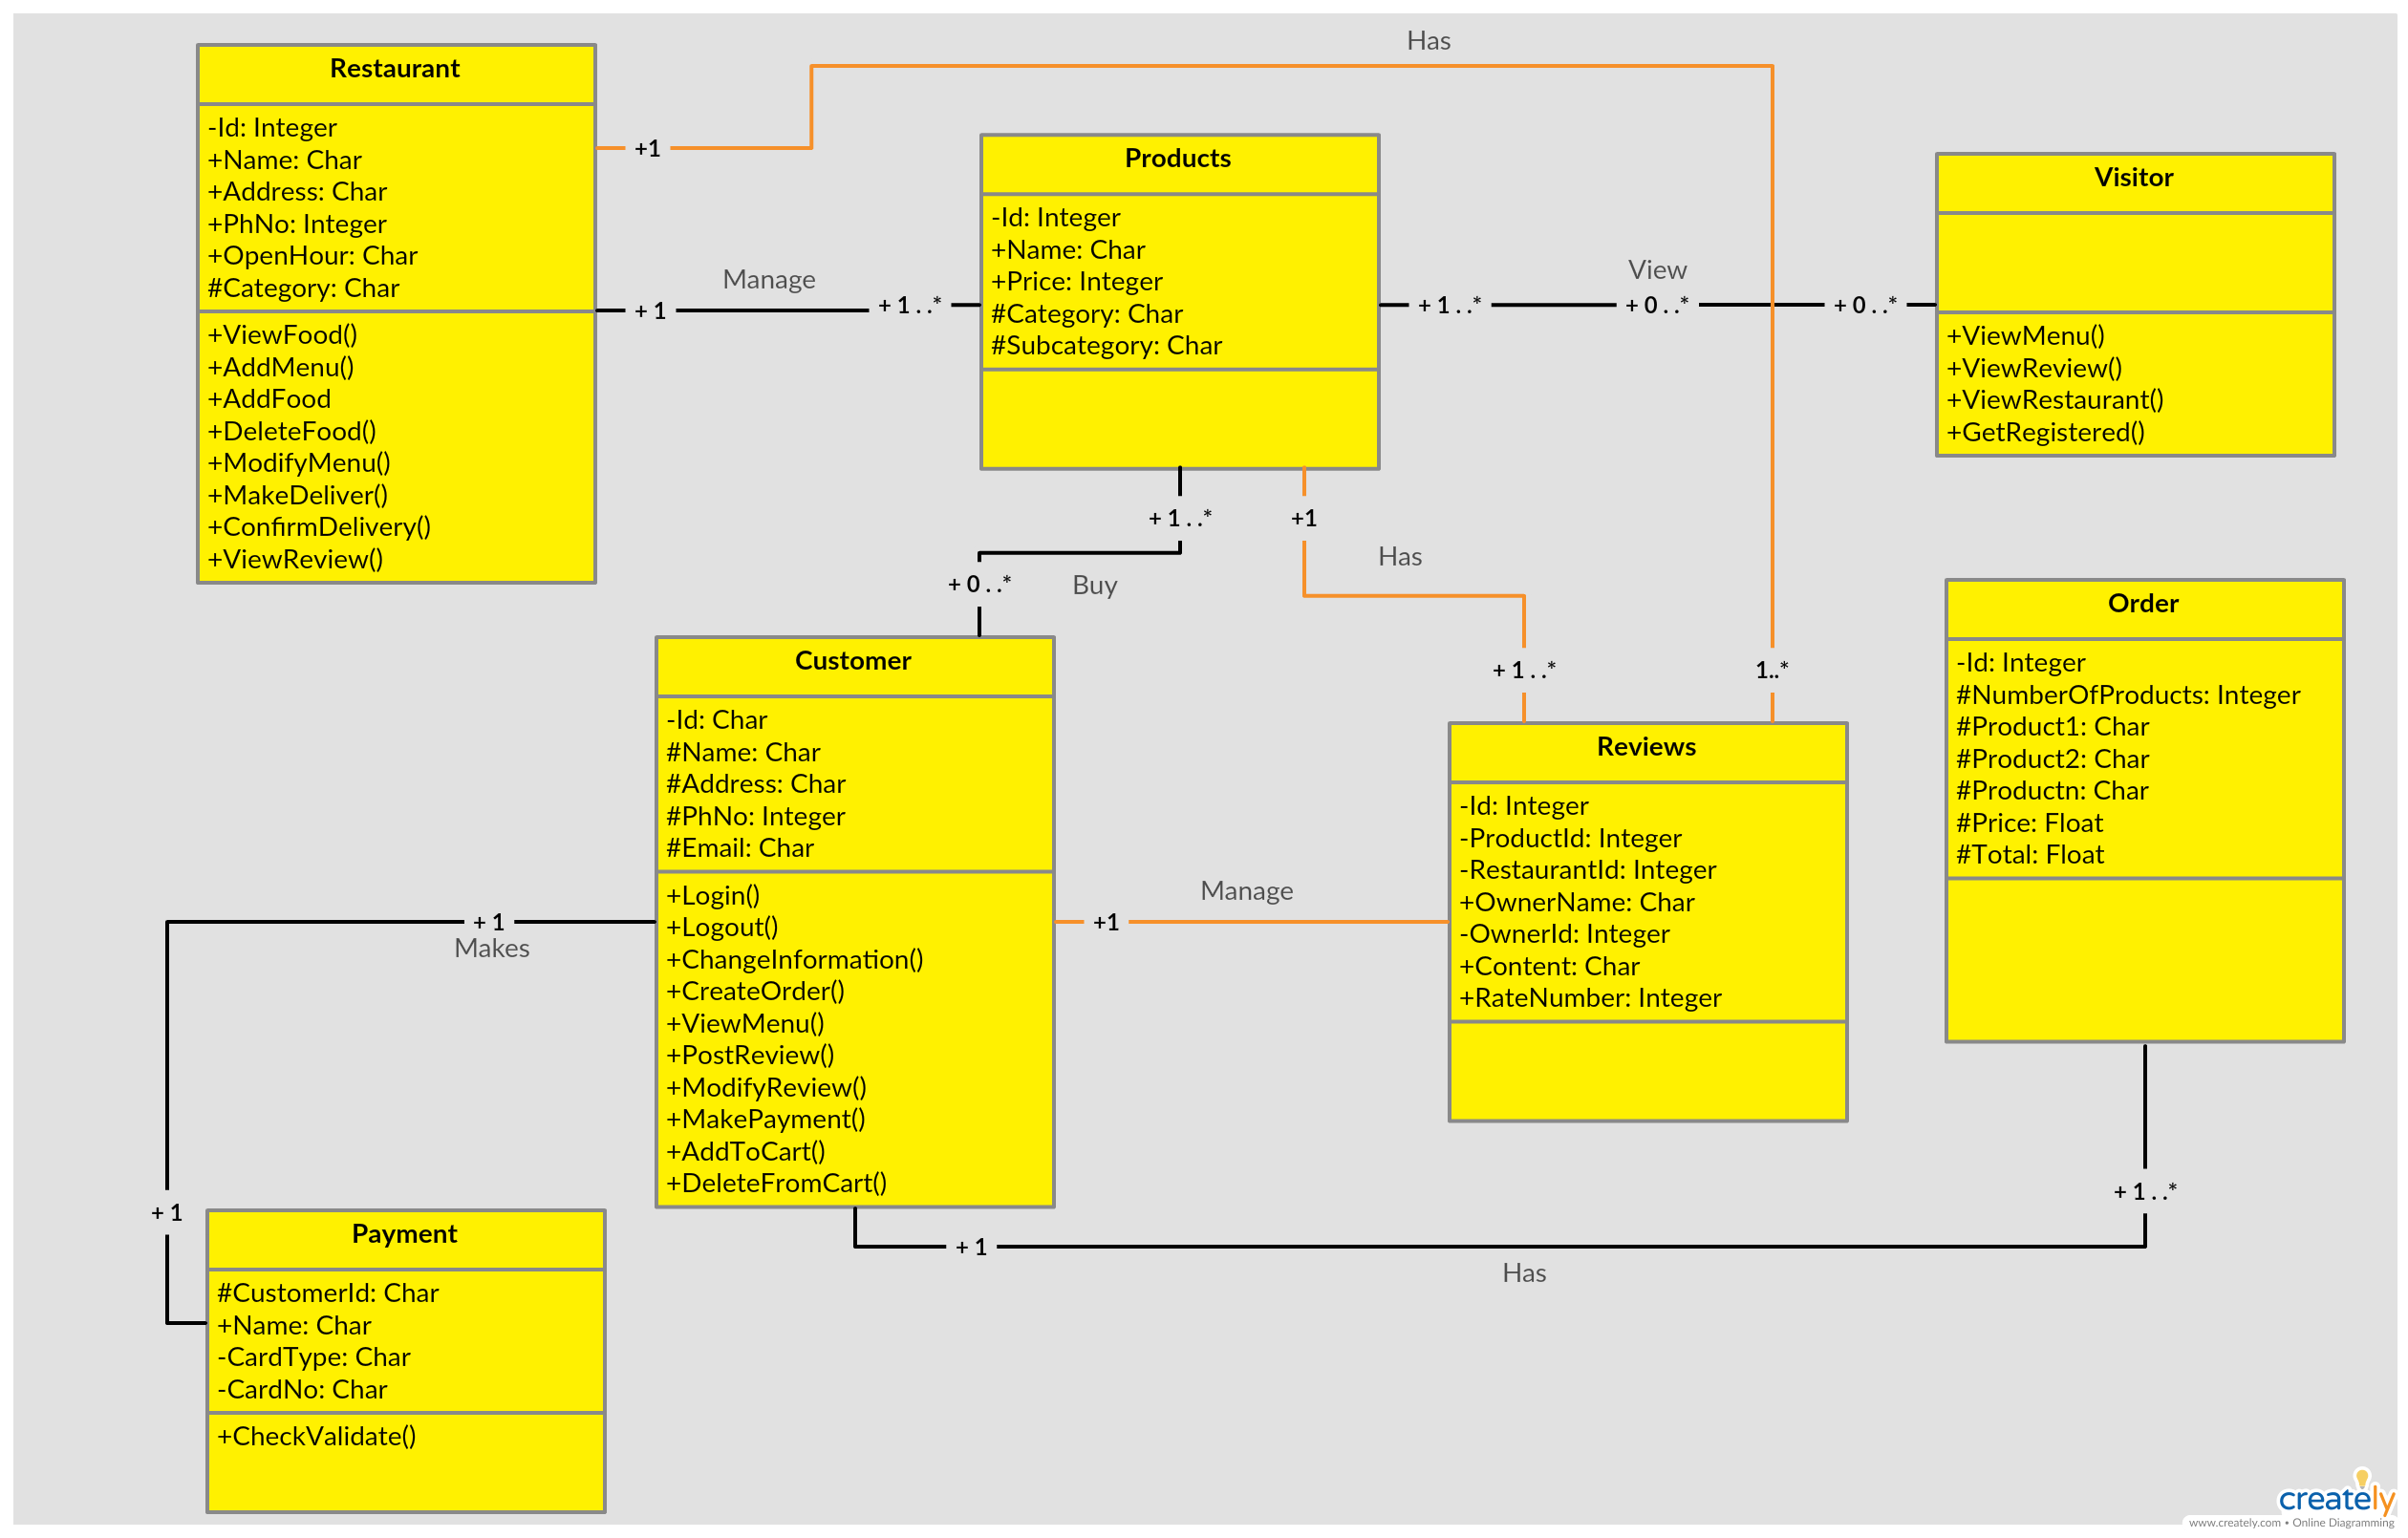 Has
Restaurant
-Id: Integer
+Name: Char
+Address: Char
+PhNo: Integer
+OpenHour: Char
#Category: Char
+ViewFood()
+AddMenu()
+AddFood
+DeleteFood()
+ModifyMenu()
+MakeDeliver()
+ConfirmDelivery()
+ViewReview()
+1
Manage
+ 1
+ 1 . .*
Products
-Id: Integer
+Name: Char
+Price: Integer
#Category: Char
#Subcategory: Char
View
+ 1 . .*
+ 0 . .*
+ 0 . .*
Visitor
+ViewMenu()
+ViewReview()
+ViewRestaurant()
+GetRegistered()
+ 1 . .*
+ 0 . .*
Buy
+1
Has
+ 1 . .*
1..*
Customer
-Id: Char
#Name: Char
#Address: Char
#PhNo: Integer
#Email: Char
+Login()
+Logout()
+ChangeInformation()
+CreateOrder()
+ViewMenu()
+PostReview()
+ModifyReview()
+MakePayment()
+AddToCart()
+DeleteFromCart()
Manage
+1
Reviews
-Id: Integer
-ProductId: Integer
-RestaurantId: Integer
+OwnerName: Char
-OwnerId: Integer
+Content: Char
+RateNumber: Integer
Order
-Id: Integer
#NumberOfProducts: Integer
#Product1: Char
#Product2: Char
#Productn: Char
#Price: Float
#Total: Float
+ 1 . .*
+ 1
Has
+ 1
Makes
+ 1
Payment
#CustomerId: Char
+Name: Char
-CardType: Char
-CardNo: Char
+CheckValidate()
creately
www.creately.com • Online Diagramming